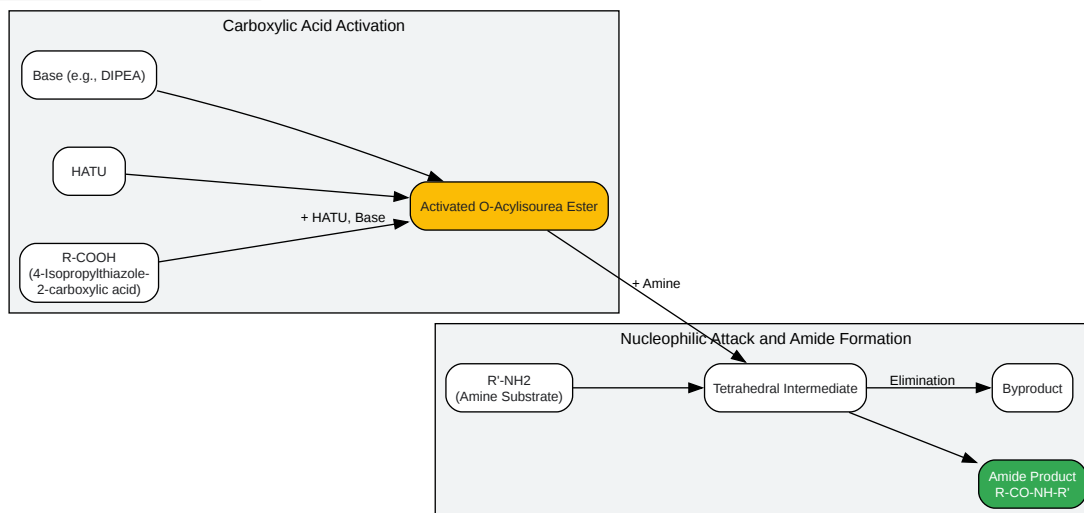 Carboxylic Acid Activation
Base (e.g., DIPEA)
HATU
R-COOH
(4-Isopropylthiazole-
2-carboxylic acid)
+ HATU, Base
Activated O-Acylisourea Ester
+ Amine
Nucleophilic Attack and Amide Formation
R'-NH2
(Amine Substrate)
Tetrahedral Intermediate
Elimination
Byproduct
Amide Product
R-CO-NH-R'